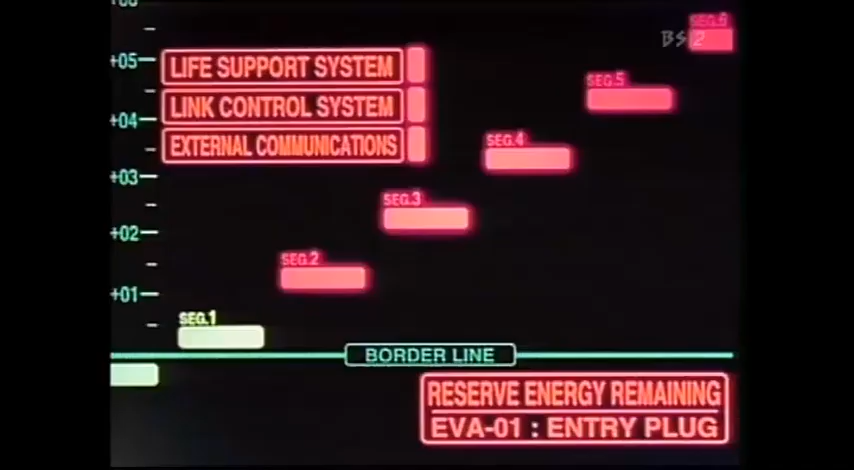 SEG.6
BS2
+05
LIFE SUPPORT SYSTEM
SEG.5
LINK CONTROL SYSTEM
+04
EXTERNAL COMMUNICATIONS
SEG.4
+03
SEG.3
+02
SEG.2
+01
SEG.1
BORDER LINE
RESERVE ENERGY REMAINING
EVA-01 : ENTRY PLUG